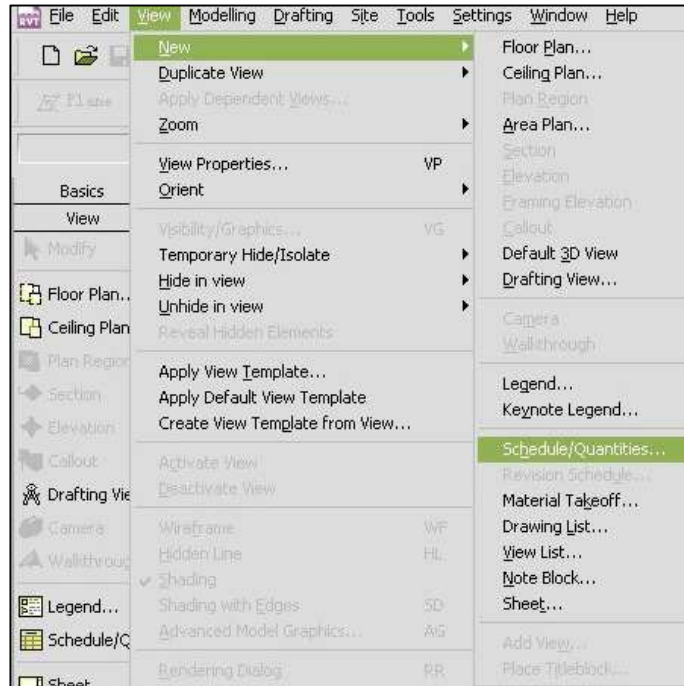 RVT File Edit View Modelling Drafting Site Tools Settings Window Help
Plane
Basics
View
Modify
Floor Plan..
Ceiling Plan
Plan Region
Section
Elevation
Callout
Drafting Vie
Camera
Walkthroug
Legend...
Schedule/Q
Sheet
New
Duplicate View
Apply Dependent Views...
Zoom
View Properties... VP
Orient
Visibility/Graphics... VG
Temporary Hide/Isolate
Hide in view
Unhide in view
Reveal Hidden Elements
Apply View Template...
Apply Default View Template
Create View Template from View...
Activate View
Deactivate View
Wireframe WF
Hidden Line HL
Shading
Shading with Edges SD
Advanced Model Graphics... AG
Rendering Dialog RR
Floor Plan...
Ceiling Plan...
Plan Region
Area Plan...
Section
Elevation
Framing Elevation
Callout
Default 3D View
Drafting View...
Camera
Walkthrough
Legend...
Keynote Legend...
Schedule/Quantities...
Revision Schedule...
Material Takeoff...
Drawing List...
View List...
Note Block...
Sheet...
Add View...
Place Titleblock...